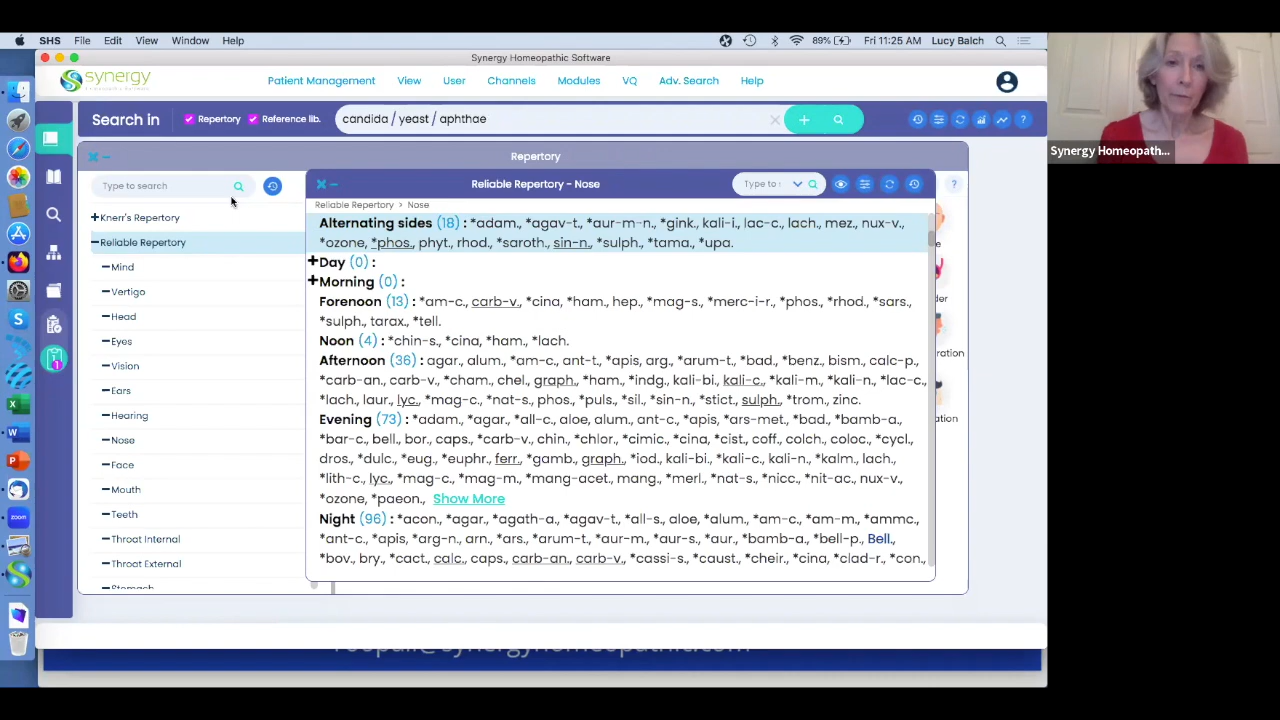 SHS File Edit View Window Help 89% Fri 11:25 AM Lucy Balch
Synergy Homeopathic Software
synergy
Patient Management View User Channels Modules VQ Adv. Search Help
Search in Repertory Reference lib. candida / yeast / aphthae
Repertory
Type to search
Reliable Repertory - Nose
Type to
Reliable Repertory > Nose
Knerr's Repertory
Reliable Repertory
Mind
Vertigo
Head
Eyes
Vision
Ears
Hearing
Nose
Face
Mouth
Teeth
Throat Internal
Throat External
Stomach
Alternating sides (18) : *adam., *agav-t., *aur-m-n., *gink., kali-i., lac-c., lach., mez., nux-v.,
*ozone, *phos., phyt., rhod., *saroth., sin-n., *sulph., *tama., *upa.
Day (0) :
Morning (0) :
Forenoon (13) : *am-c., carb-v., *cina, *ham., hep., *mag-s., *merc-i-r., *phos., *rhod., *sars.,
*sulph., tarax., *tell.
Noon (4) : *chin-s., *cina, *ham., *lach.
Afternoon (36) : agar., alum., *am-c., ant-t., *apis, arg., *arum-t., *bad., *benz., bism., calc-p.,
*carb-an., carb-v., *cham., chel., graph., *ham., *indg., kali-bi., kali-c., *kali-m., *kali-n., *lac-c.,
*lach., laur., lyc., *mag-c., *nat-s., phos., *puls., *sil., *sin-n., *stict., *sulph., *trom., zinc.
Evening (73) : *adam., *agar., *all-c., aloe, alum., ant-c., *apis, *ars-met., *bad., *bamb-a.,
*bar-c., bell., bor., caps., *carb-v., chin., *chlor., *cimic., *cina, *cist., coff., colch., coloc., *cycl.,
dros., *dulc., *eug., *euphr., ferr., *gamb., graph., *iod., kali-bi., *kali-c., kali-n., *kalm., lach.,
*lith-c., lyc., *mag-c., *mag-m., *mang-acet., mang., *merl., *nat-s., *nicc., *nit-ac., nux-v.,
*ozone, *paeon., Show More
Night (96) : *acon., *agar., *agath-a., *agav-t., *all-s., aloe, *alum., *am-c., *am-m., *ammc.,
*ant-c., *apis, *arg-n., arn., *ars., *arum-t., *aur-m., *aur-s., *aur., *bamb-a., *bell-p., Bell.,
*bov., bry., *cact., calc., caps., carb-an., carb-v., *cassi-s., *caust., *cheir., *cina, *clad-r., *con.,
Synergy Homeopath...